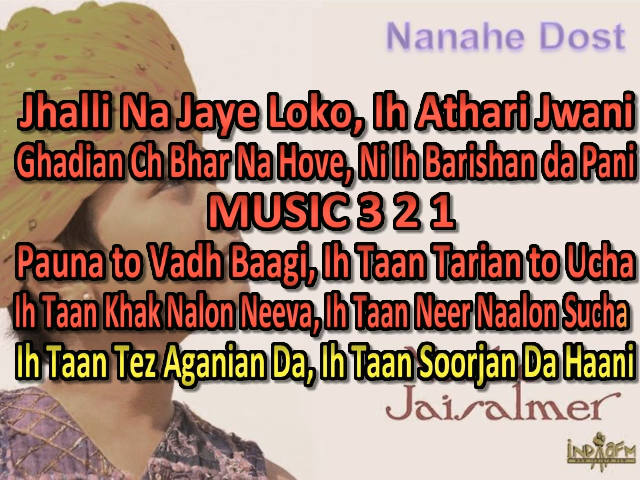 Nanahe Dost
Jhalli Na Jaye Loko, Ih Athari Jwani
Ghadian Ch Bhar Na Hove, Ni Ih Barishan da Pani
MUSIC 3 2 1
Pauna to Vadh Baagi, Ih Taan Tarian to Ucha
Ih Taan Khak Nalon Neeva, Ih Taan Neer Naalon Sucha
Ih Taan Tez Aganian Da, Ih Taan Soorjan Da Haani
Jaisalmer
INDIAFM